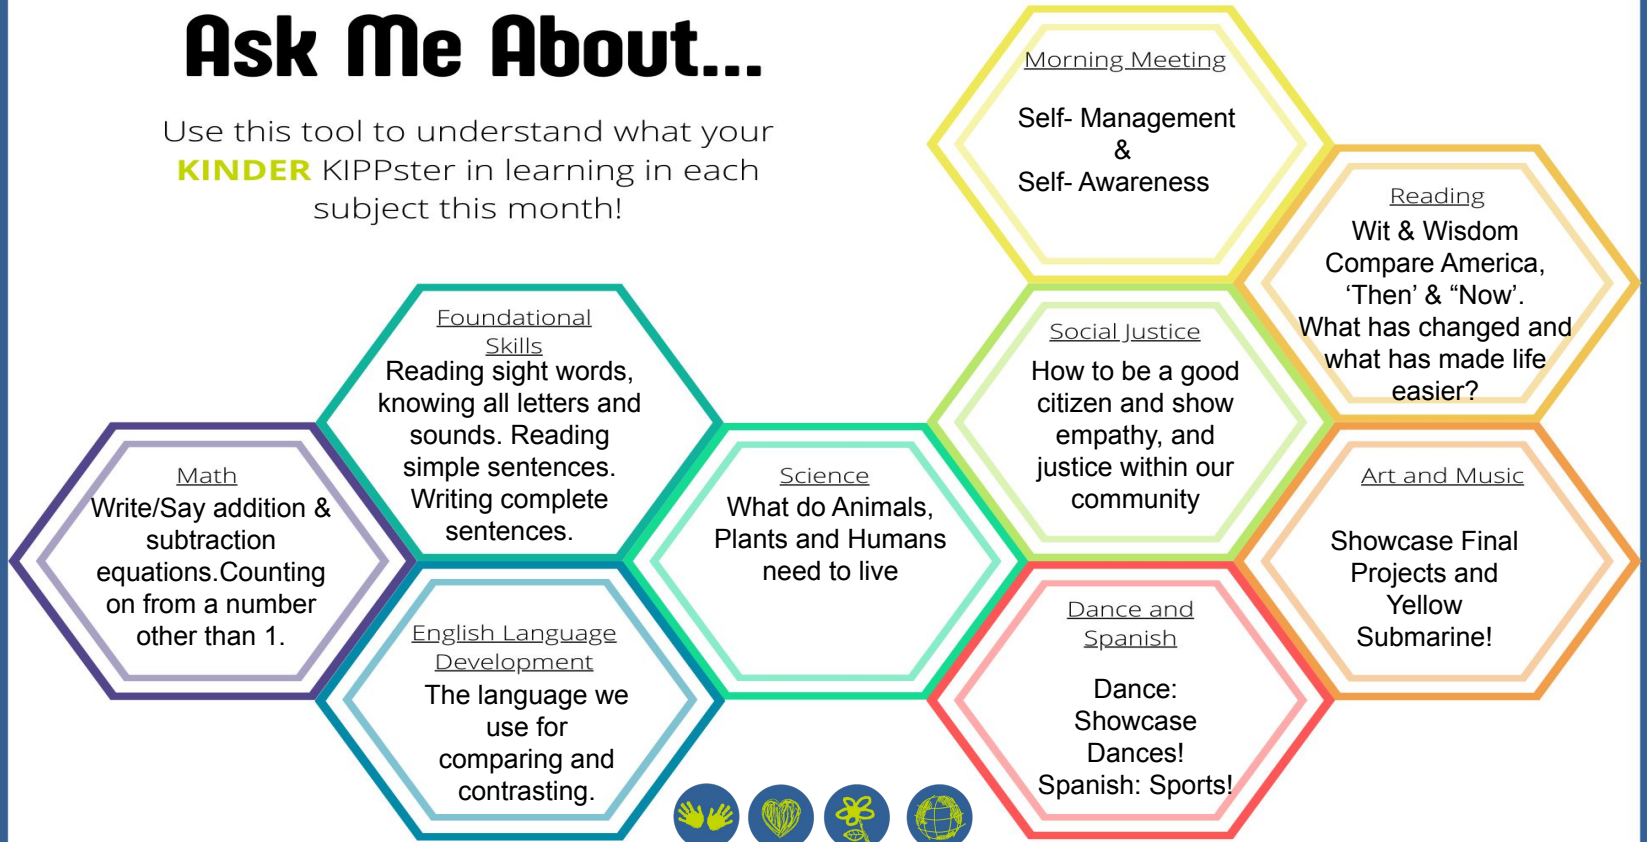 Ask Me About...
Use this tool to understand what your
KINDER KIPPster in learning in each
subject this month!
Morning Meeting
Self- Management
&
Self- Awareness
Reading
Wit & Wisdom
Compare America,
‘Then’ & “Now’.
What has changed and
what has made life
easier?
Foundational
Skills
Reading sight words,
knowing all letters and
sounds. Reading
simple sentences.
Writing complete
sentences.
Social Justice
How to be a good
citizen and show
empathy, and
justice within our
community
Math
Write/Say addition &
subtraction
equations.Counting
on from a number
other than 1.
Science
What do Animals,
Plants and Humans
need to live
Art and Music
Showcase Final
Projects and
Yellow
Submarine!
English Language
Development
The language we
use for
comparing and
contrasting.
Dance and
Spanish
Dance:
Showcase
Dances!
Spanish: Sports!